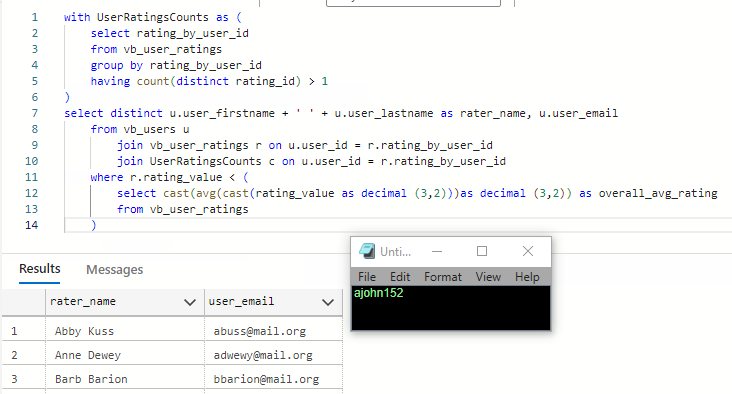 1 with UserRatingsCounts as (
2 select rating_by_user_id
3 from vb_user_ratings
4 group by rating_by_user_id
5 having count(distinct rating_id) > 1
6 )
7 select distinct u.user_firstname + ' ' + u.user_lastname as rater_name, u.user_email
8 from vb_users u
9 join vb_user_ratings r on u.user_id = r.rating_by_user_id
10 join UserRatingsCounts c on u.user_id = r.rating_by_user_id
11 where r.rating_value < (
12 select cast(avg(cast(rating_value as decimal (3,2)))as decimal (3,2)) as overall_avg_rating
13 from vb_user_ratings
14 )
Unti...
File Edit Format View Help
ajohn152
Results Messages
rater_name user_email
1 Abby Kuss abuss@mail.org
2 Anne Dewey adwewy@mail.org
3 Barb Barion bbarion@mail.org